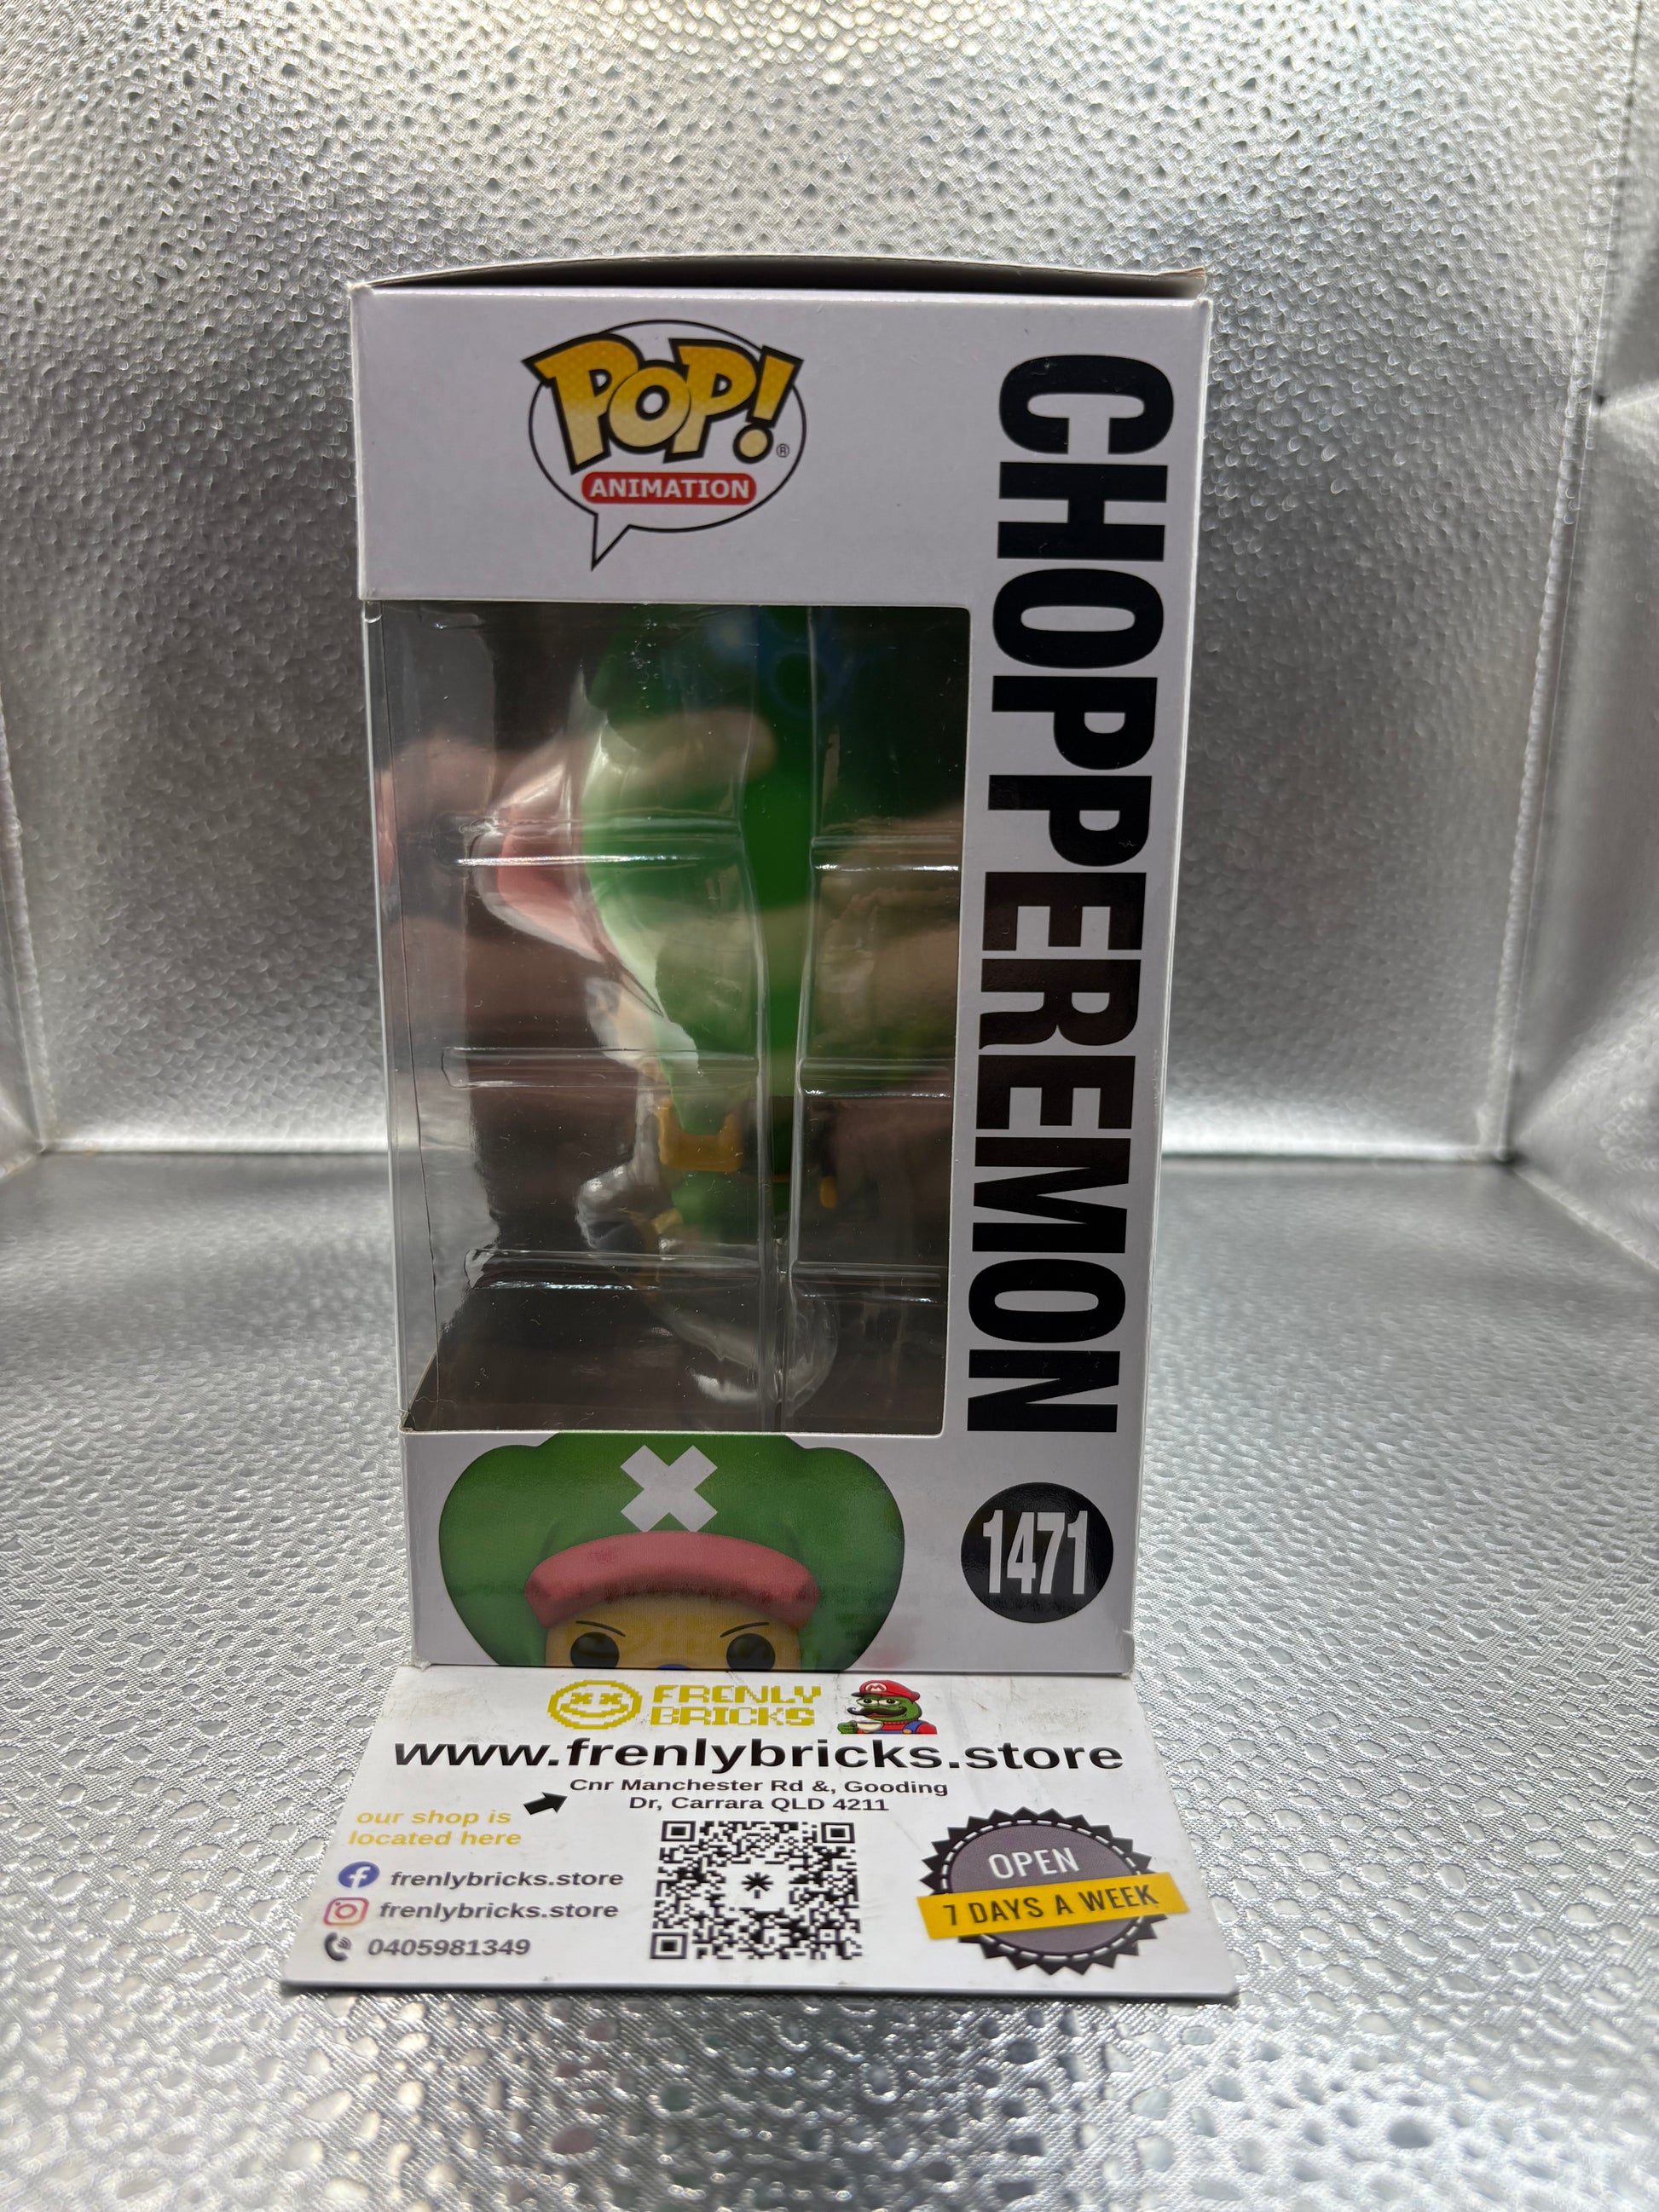 POP!
®
ANIMATION
CHOPPEREMON
1471
FRENLY
BRICKS
www.frenlybricks.store
Cnr Manchester Rd &, Gooding
Dr, Carrara QLD 4211
our shop is
located here
frenlybricks.store
frenlybricks.store
0405981349
OPEN
7 DAYS A WEEK